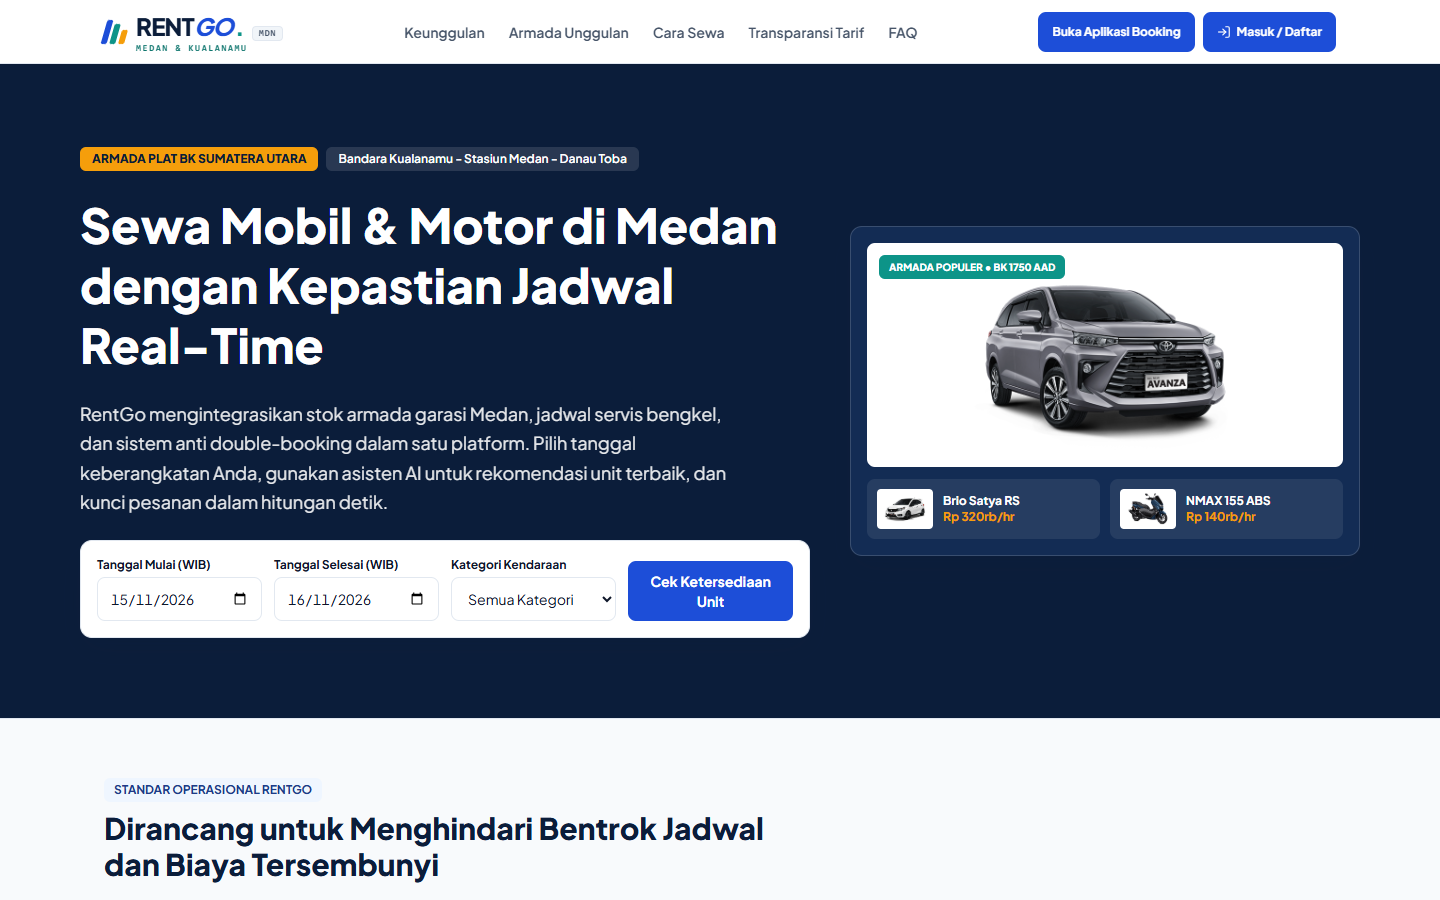 RENTGO.
MDN
MEDAN & KUALANAMU
Keunggulan
Armada Unggulan
Cara Sewa
Transparansi Tarif
FAQ
Buka Aplikasi Booking
Masuk / Daftar
ARMADA PLAT BK SUMATERA UTARA
Bandara Kualanamu – Stasiun Medan – Danau Toba
Sewa Mobil & Motor di Medan
dengan Kepastian Jadwal
Real-Time
RentGo mengintegrasikan stok armada garasi Medan, jadwal servis bengkel,
dan sistem anti double-booking dalam satu platform. Pilih tanggal
keberangkatan Anda, gunakan asisten AI untuk rekomendasi unit terbaik, dan
kunci pesanan dalam hitungan detik.
Tanggal Mulai (WIB)
15/11/2026
Tanggal Selesai (WIB)
16/11/2026
Kategori Kendaraan
Semua Kategori
Cek Ketersediaan
Unit
ARMADA POPULER • BK 1750 AAD
AVANZA
Brio Satya RS
Rp 320rb/hr
NMAX 155 ABS
Rp 140rb/hr
STANDAR OPERASIONAL RENTGO
Dirancang untuk Menghindari Bentrok Jadwal
dan Biaya Tersembunyi